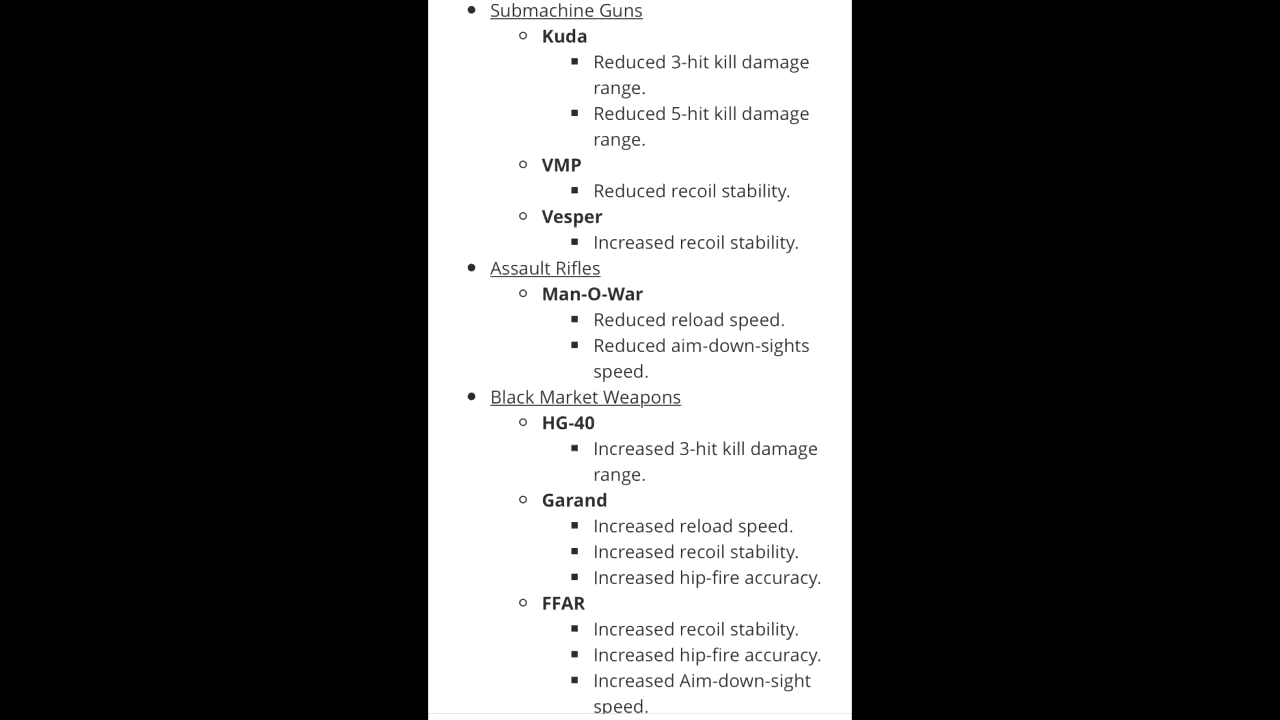 Submachine Guns
Kuda
Reduced 3-hit kill damage
range.
Reduced 5-hit kill damage
range.
VMP
Reduced recoil stability.
Vesper
Increased recoil stability.
Assault Rifles
Man-O-War
Reduced reload speed.
Reduced aim-down-sights
speed.
Black Market Weapons
HG-40
Increased 3-hit kill damage
range.
Garand
Increased reload speed.
Increased recoil stability.
Increased hip-fire accuracy.
FFAR
Increased recoil stability.
Increased hip-fire accuracy.
Increased Aim-down-sight
speed.